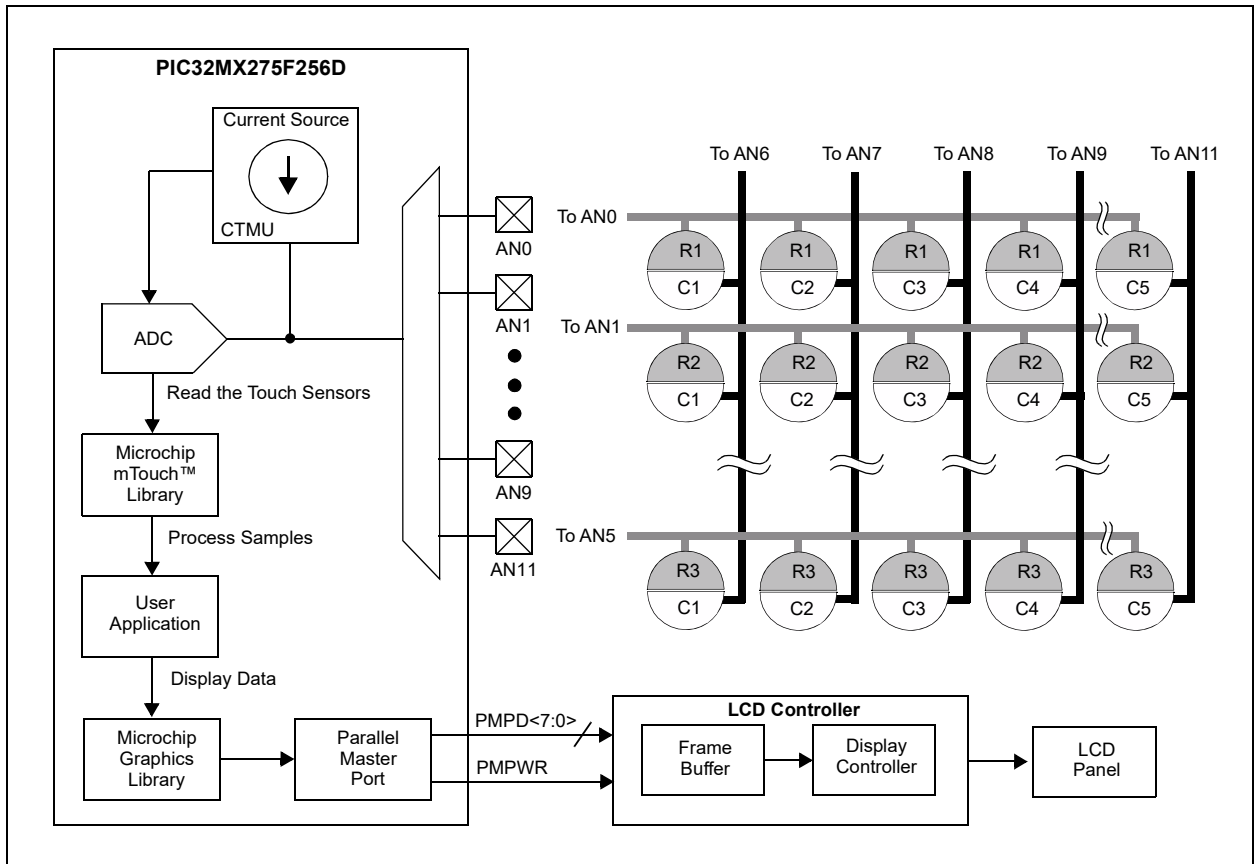 PIC32MX275F256D
Current Source
CTMU
ADC
Read the Touch Sensors
Microchip
mTouch™
Library
Process Samples
User
Application
Display Data
Microchip
Graphics
Library
Parallel
Master
Port
AN0
AN1
AN9
AN11
To AN6
To AN7
To AN8
To AN9
To AN11
To AN0
R1
R1
R1
R1
R1
C1
C2
C3
C4
C5
To AN1
R2
R2
R2
R2
R2
C1
C2
C3
C4
C5
To AN5
R3
R3
R3
R3
R3
C1
C2
C3
C4
C5
PMPD<7:0>
PMPWR
LCD Controller
Frame
Buffer
Display
Controller
LCD
Panel